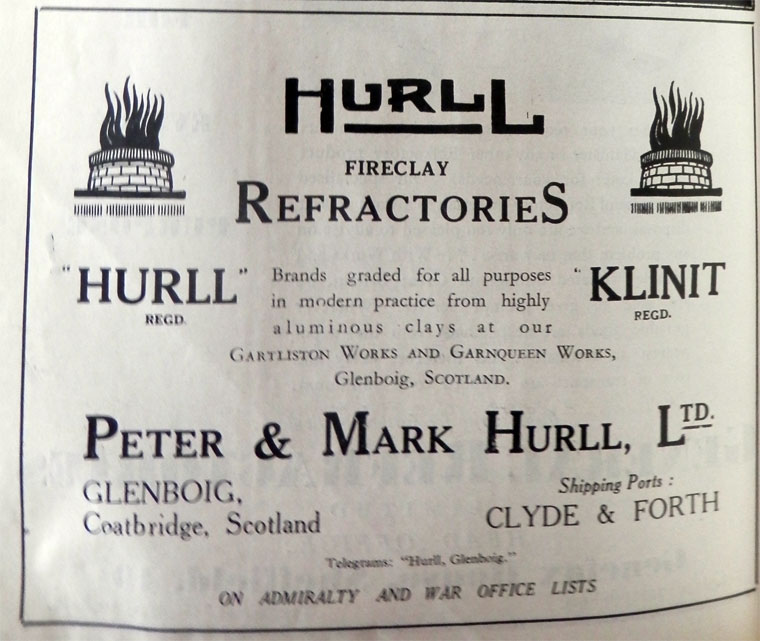 HURLL
FIRECLAY
REFRACTORIES
"HURLL"
REGD.
Brands graded for all purposes
in modern practice from highly
aluminous clays at our
GARTLISTON WORKS AND GARNQUEEN WORKS,
Glenboig, SCOTLAND.
" KLINIT
REGD.
PETER & MARK HURLL, LTD.
GLENBOIG,
Coatbridge, Scotland
Shipping Ports :
CLYDE & FORTH
Telegrams: "Hurll, Glenboig."
ON ADMIRALTY AND WAR OFFICE LISTS